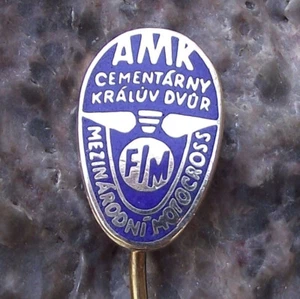 AMK
CEMENTÁRNY
KRÁLŮV DVŮR
FIM
MEZINÁRODNÍ MOTOCROSS